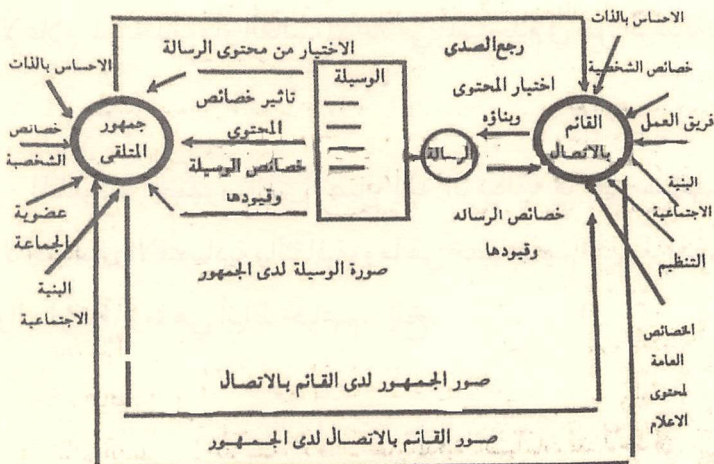 الاحساس بالذات
خصائص الشخصية
فريق العمل
البنية
الاجتماعية
التنظيم
الخصائص
العامة
لمحتوى
الاعلام
القائم
بالاتصال
رجع الصدى
اختيار المحتوى
وبناؤه
الرسالة
خصائص الرساله
وقيودها
الوسيلة
الاختيار من محتوى الرسالة
تاثير خصائص
المحتوى
خصائص الوسيلة
وقيودها
صورة الوسيلة لدى الجمهور
جمهور
المتلقى
الاحساس بالذات
خصائص
الشخصية
عضوية
الجماعة
البنية
الاجتماعية
صور الجمهور لدى القائم بالاتصال
صور القائم بالاتصال لدى الجمهور